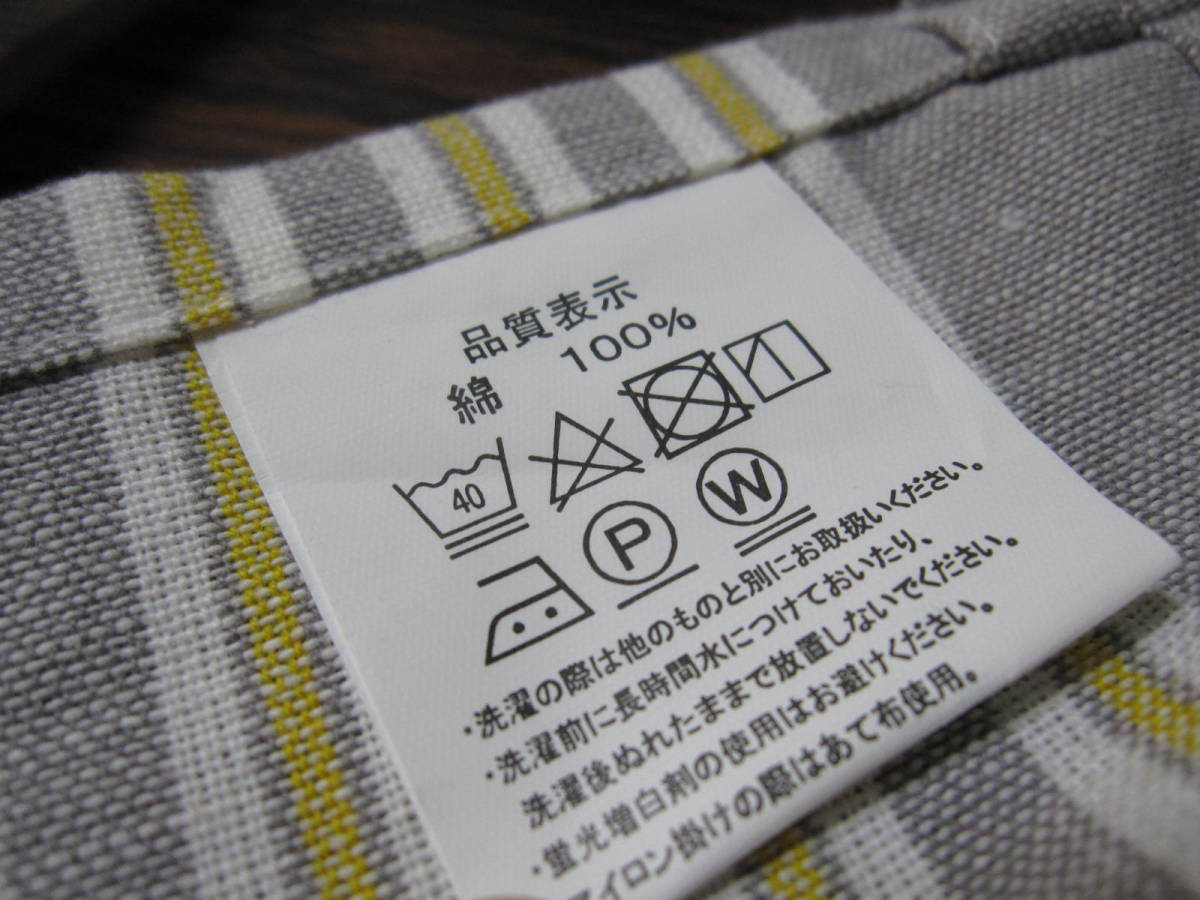 品質表示
綿 100%
40
P W
・洗濯の際は他のものと別にお取扱いください。
・洗濯前に長時間水につけておいたり、
洗濯後ぬれたままで放置しないでください。
・蛍光増白剤の使用はお避けください。
アイロン掛けの際はあて布使用。